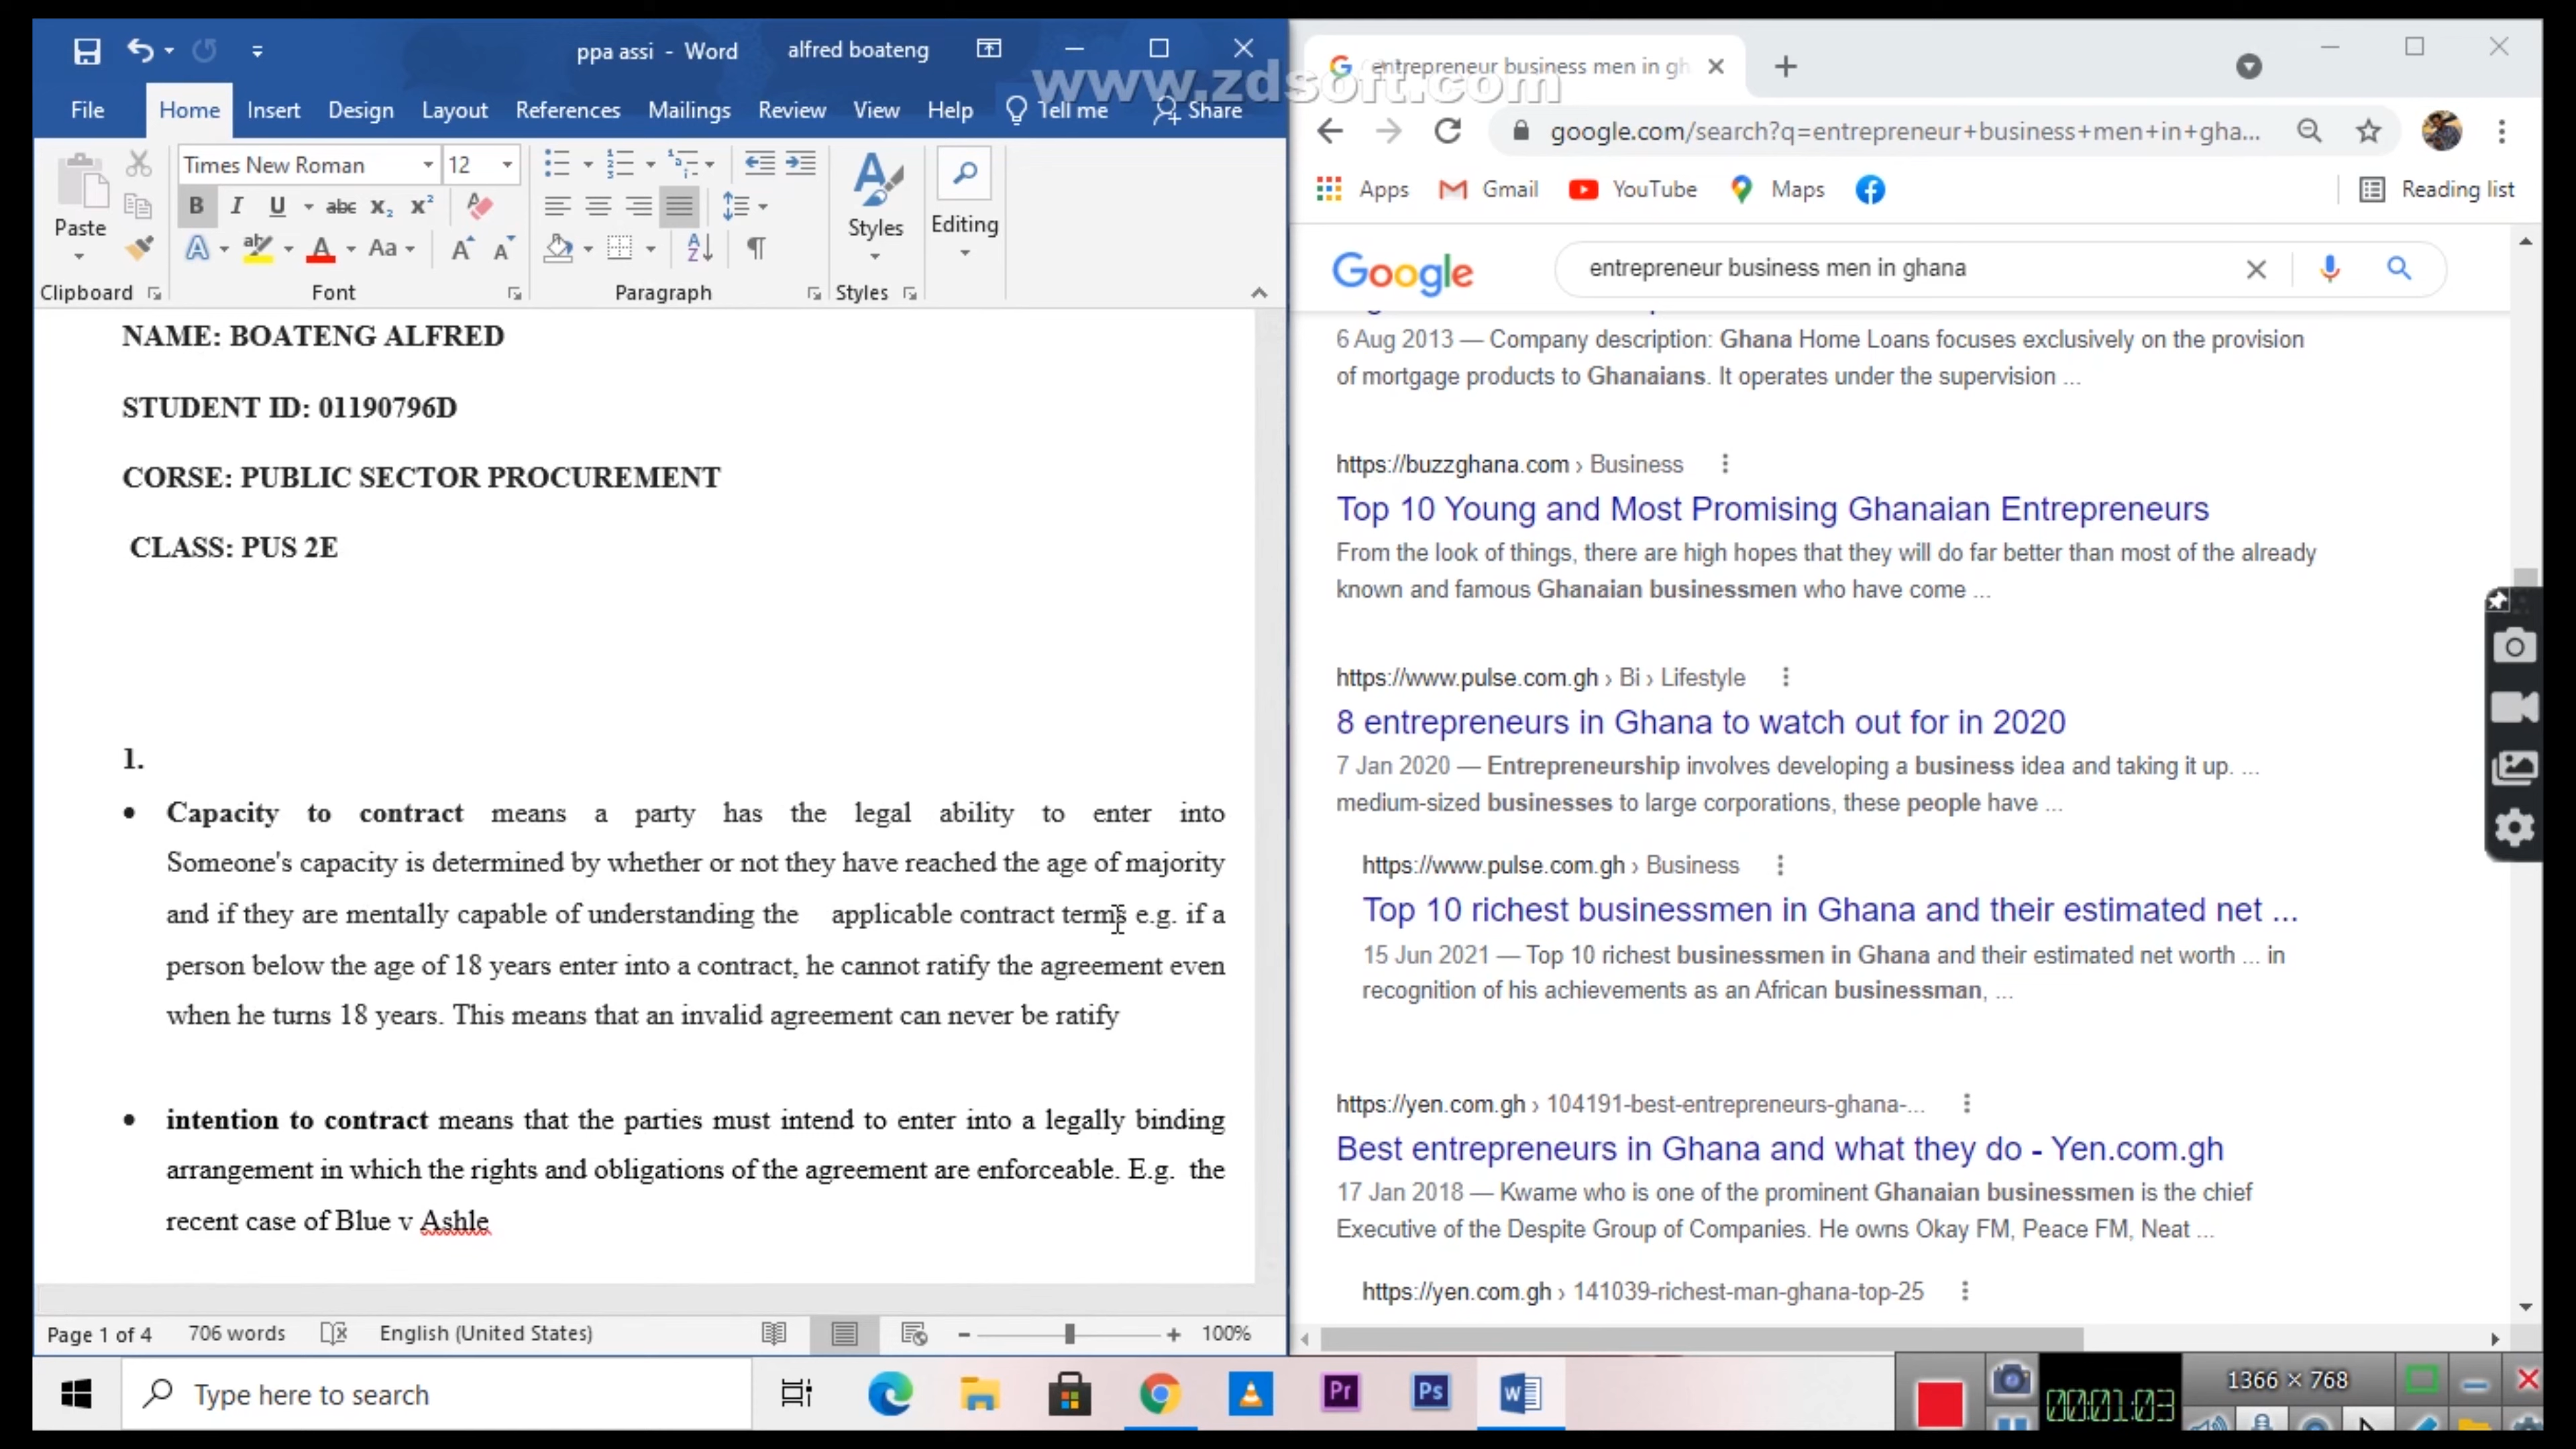 ppa assi - Word
alfred boateng
File
Home
Insert
Design
Layout
References
Mailings
Review
View
Help
Tell me
Share
Paste
Times New Roman
12
Styles
Editing
Clipboard
Font
Paragraph
Styles
NAME: BOATENG ALFRED
STUDENT ID: 01190796D
CORSE: PUBLIC SECTOR PROCUREMENT
CLASS: PUS 2E
1.
• Capacity to contract means a party has the legal ability to enter into
Someone's capacity is determined by whether or not they have reached the age of majority
and if they are mentally capable of understanding the applicable contract terms e.g. if a
person below the age of 18 years enter into a contract, he cannot ratify the agreement even
when he turns 18 years. This means that an invalid agreement can never be ratify
• intention to contract means that the parties must intend to enter into a legally binding
arrangement in which the rights and obligations of the agreement are enforceable. E.g. the
recent case of Blue v Ashle
Page 1 of 4
706 words
English (United States)
100%
www.zdsoft.com
entrepreneur business men in gh
google.com/search?q=entrepreneur+business+men+in+gha...
Apps
Gmail
YouTube
Maps
Reading list
Google
entrepreneur business men in ghana
6 Aug 2013 — Company description: Ghana Home Loans focuses exclusively on the provision
of mortgage products to Ghanaians. It operates under the supervision ...
https://buzzghana.com › Business
Top 10 Young and Most Promising Ghanaian Entrepreneurs
From the look of things, there are high hopes that they will do far better than most of the already
known and famous Ghanaian businessmen who have come ...
https://www.pulse.com.gh › Bi › Lifestyle
8 entrepreneurs in Ghana to watch out for in 2020
7 Jan 2020 — Entrepreneurship involves developing a business idea and taking it up. ...
medium-sized businesses to large corporations, these people have ...
https://www.pulse.com.gh › Business
Top 10 richest businessmen in Ghana and their estimated net ...
15 Jun 2021 — Top 10 richest businessmen in Ghana and their estimated net worth ... in
recognition of his achievements as an African businessman, ...
https://yen.com.gh › 104191-best-entrepreneurs-ghana-...
Best entrepreneurs in Ghana and what they do - Yen.com.gh
17 Jan 2018 — Kwame who is one of the prominent Ghanaian businessmen is the chief
Executive of the Despite Group of Companies. He owns Okay FM, Peace FM, Neat ...
https://yen.com.gh › 141039-richest-man-ghana-top-25
Type here to search
Pr
Ps
00:01:03
1366 × 768